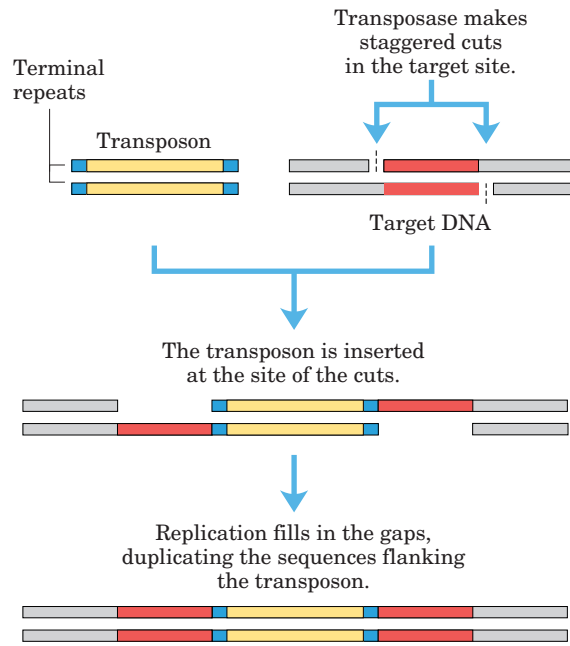 Transposase makes
staggered cuts
in the target site.
Terminal
repeats
Transposon
Target DNA
The transposon is inserted
at the site of the cuts.
Replication fills in the gaps,
duplicating the sequences flanking
the transposon.